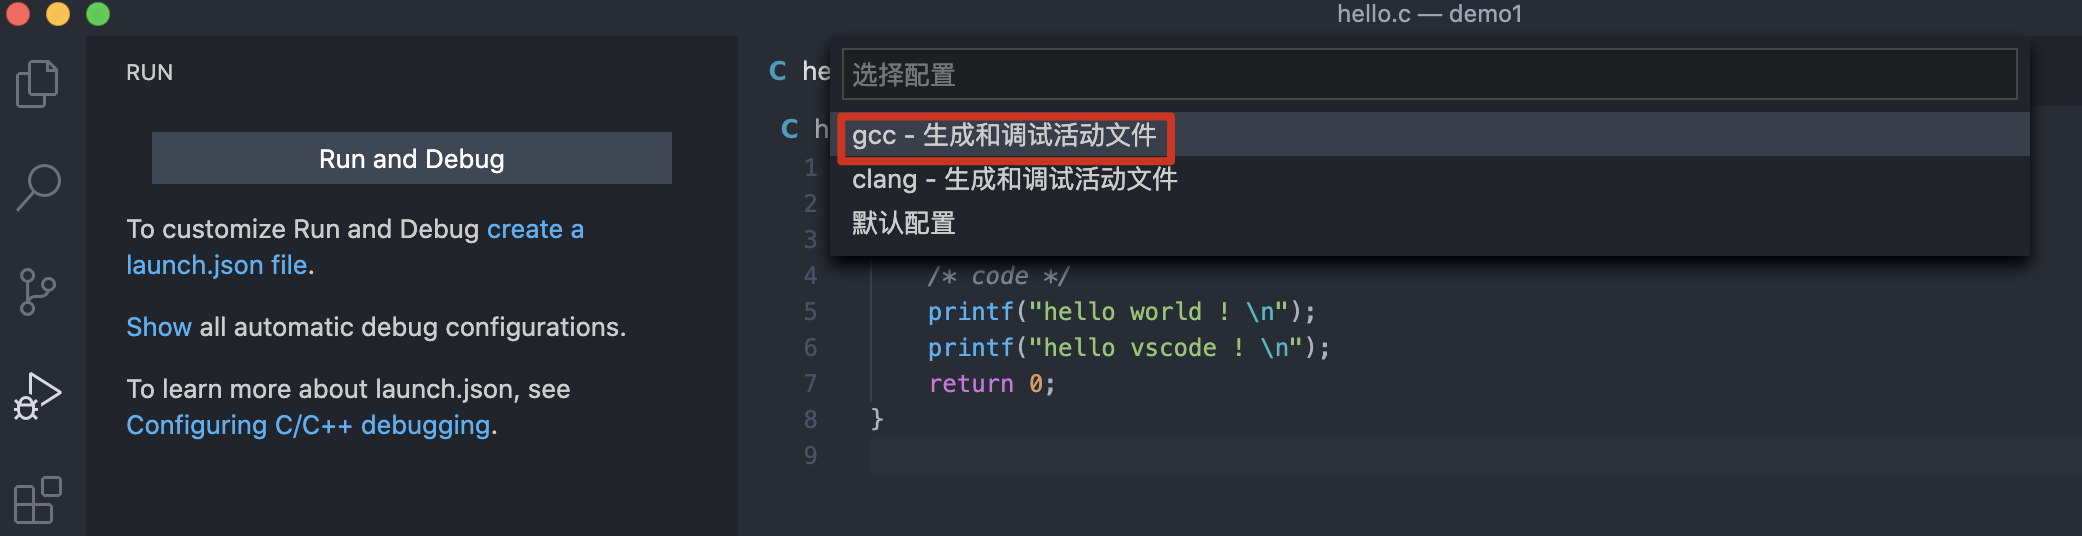 hello.c — demo1
RUN
Run and Debug
To customize Run and Debug create a
launch.json file.
Show all automatic debug configurations.
To learn more about launch.json, see
Configuring C/C++ debugging.
C he
选择配置
C h
gcc - 生成和调试活动文件
clang - 生成和调试活动文件
默认配置
1
2
3
4 /* code */
5 printf("hello world ! \n");
6 printf("hello vscode ! \n");
7 return 0;
8 }
9